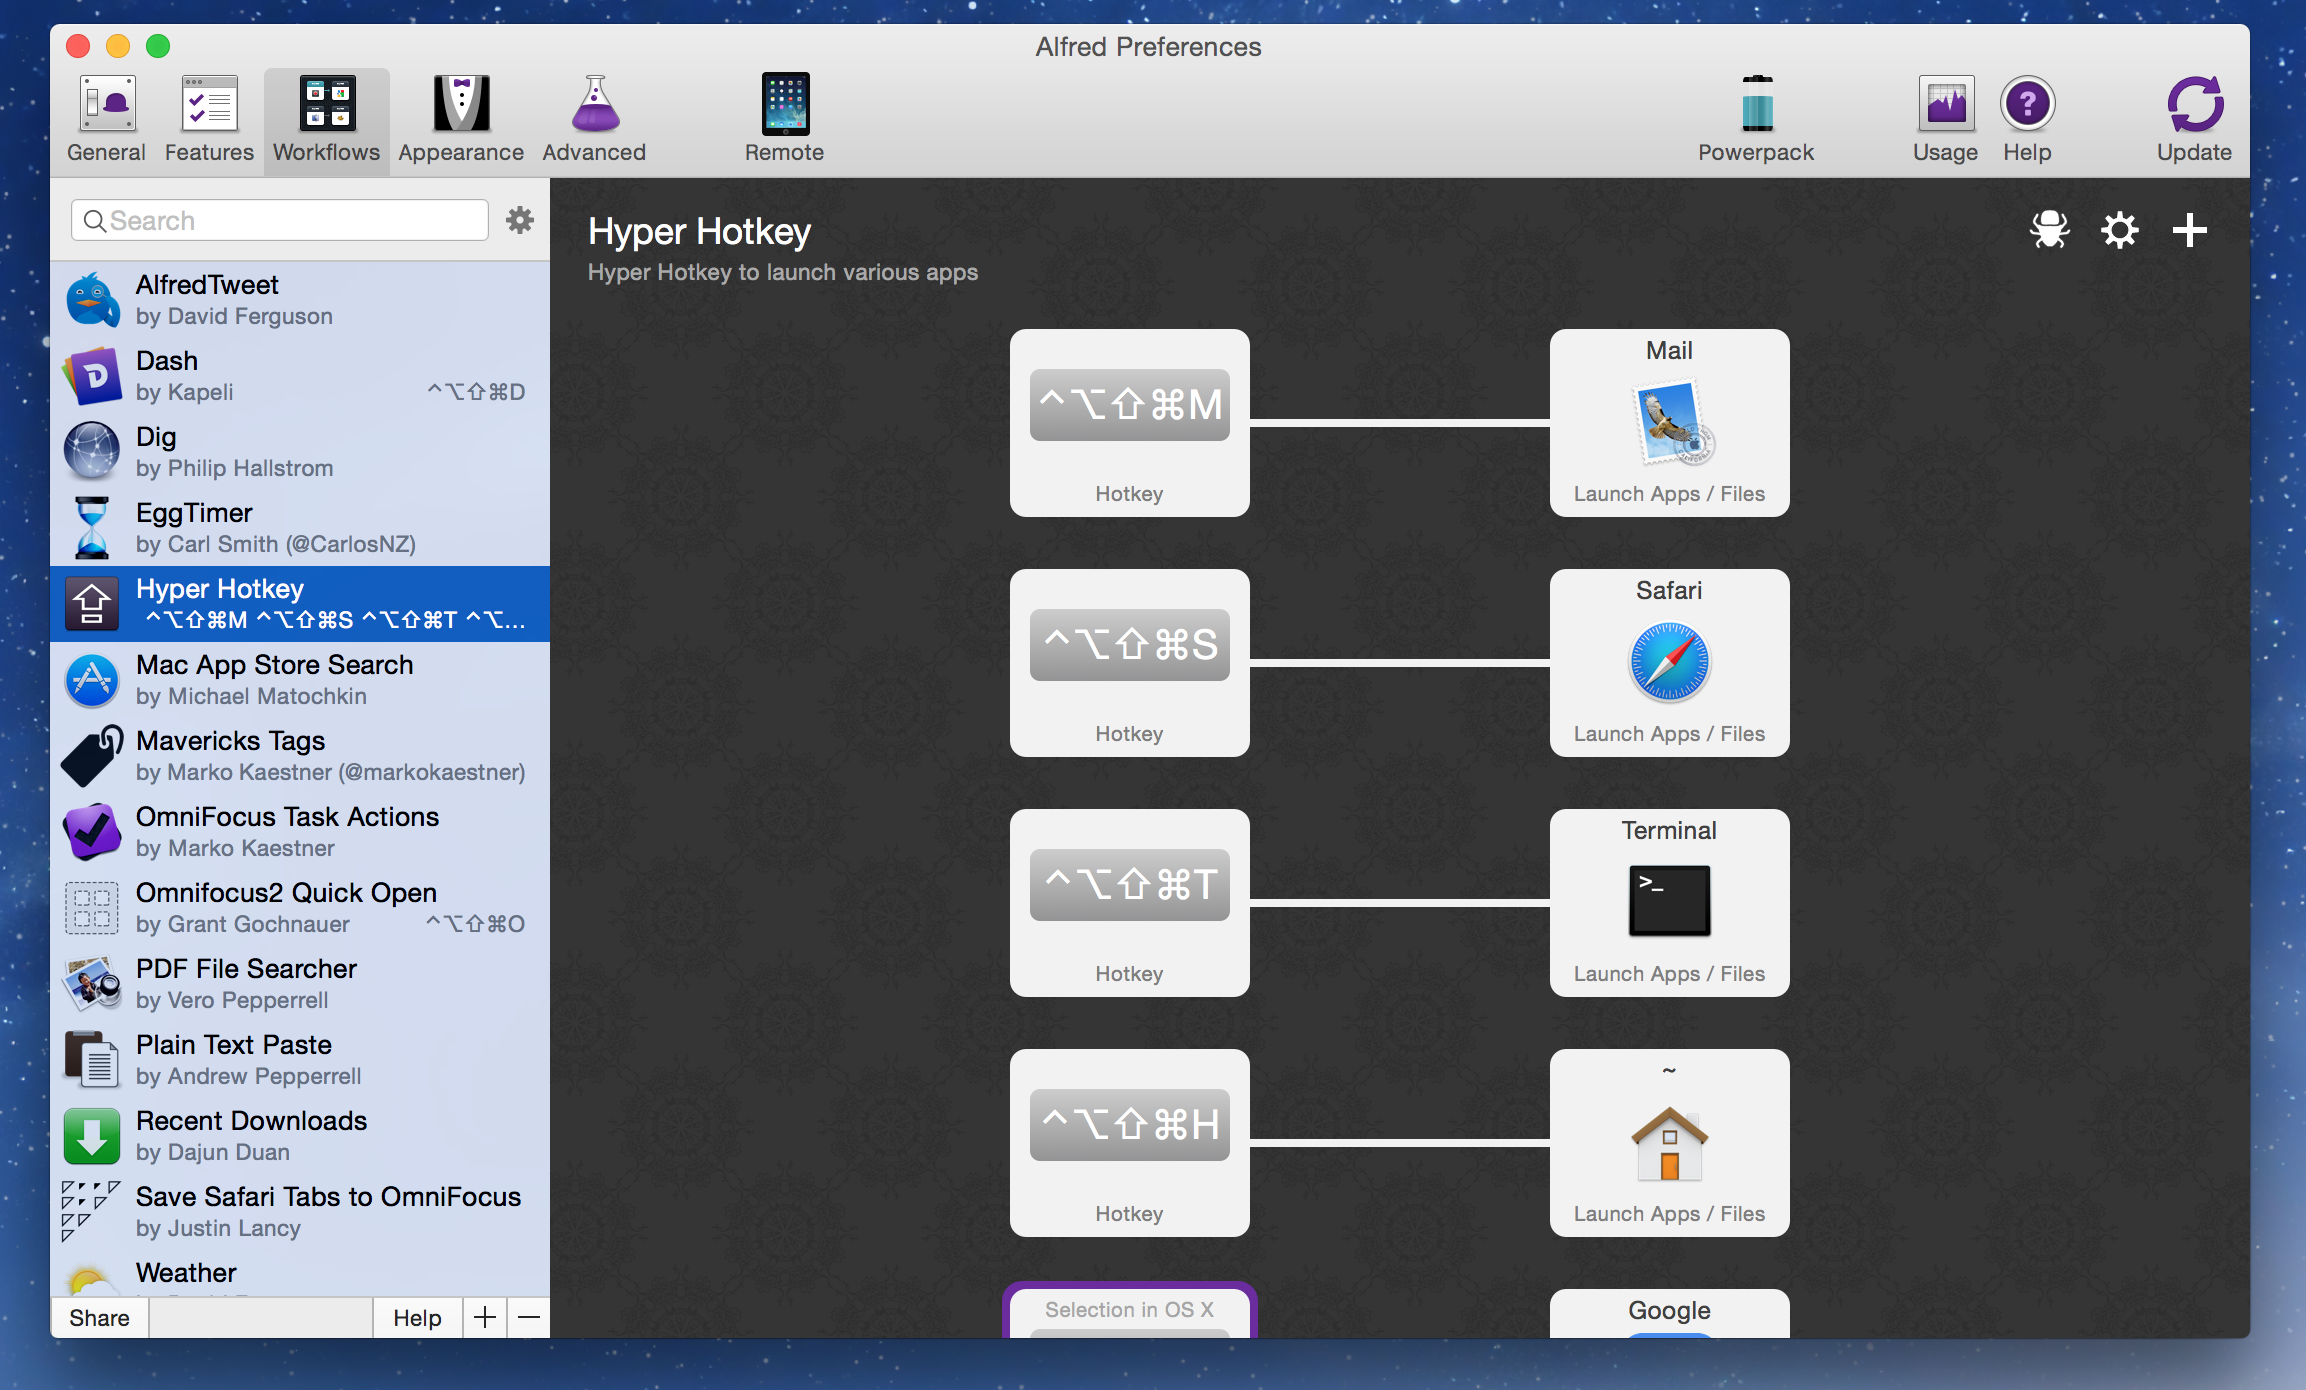 Alfred Preferences
General
Features
Workflows
Appearance
Advanced
Remote
Powerpack
Usage
Help
Update
Search
AlfredTweet
by David Ferguson
Dash
by Kapeli ^⌥⇧⌘D
Dig
by Philip Hallstrom
EggTimer
by Carl Smith (@CarlosNZ)
Hyper Hotkey
^⌥⇧⌘M ^⌥⇧⌘S ^⌥⇧⌘T ^⌥...
Mac App Store Search
by Michael Matochkin
Mavericks Tags
by Marko Kaestner (@markokaestner)
OmniFocus Task Actions
by Marko Kaestner
Omnifocus2 Quick Open
by Grant Gochnauer ^⌥⇧⌘O
PDF File Searcher
by Vero Pepperrell
Plain Text Paste
by Andrew Pepperrell
Recent Downloads
by Dajun Duan
Save Safari Tabs to OmniFocus
by Justin Lancy
Weather
Share
Help
Hyper Hotkey
Hyper Hotkey to launch various apps
^⌥⇧⌘M
Hotkey
Mail
Launch Apps / Files
^⌥⇧⌘S
Hotkey
Safari
Launch Apps / Files
^⌥⇧⌘T
Hotkey
Terminal
>_
Launch Apps / Files
^⌥⇧⌘H
Hotkey
~
Launch Apps / Files
Selection in OS X
Google